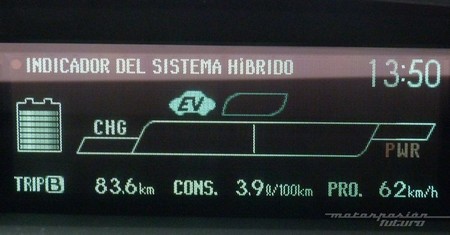 INDICADOR DEL SISTEMA HíBRIDO 13:50
EV
CHG
PWR
TRIP B 83.6km CONS. 3.9ℓ/100km PRO. 62km/h
motorpasión
futuro